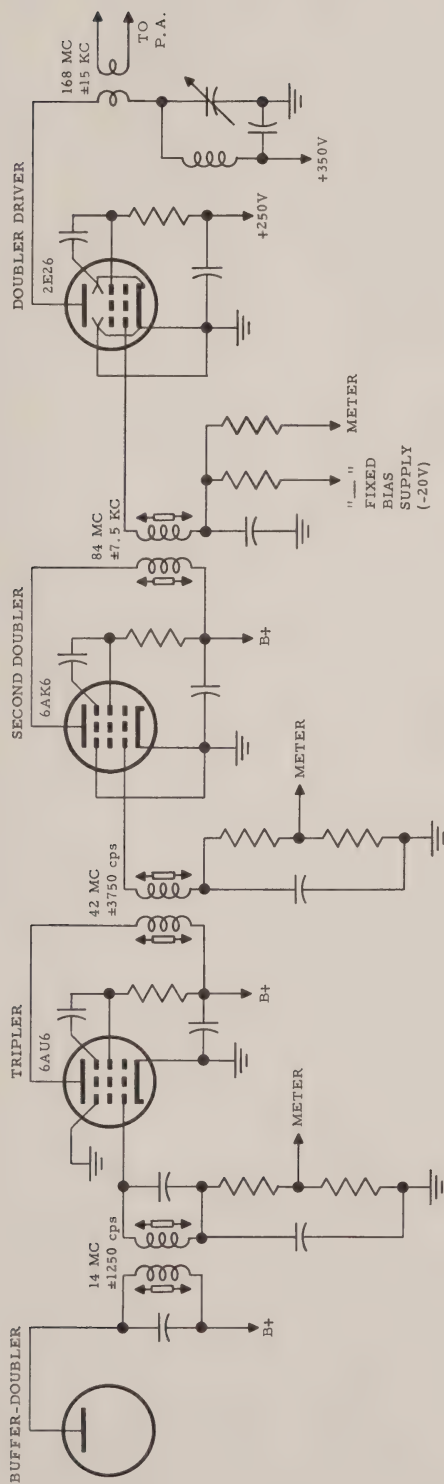 BUFFER-DOUBLER
14 MC
±1250 cps
B+
TRIPLER
6AU6
METER
B+
42 MC
±3750 cps
METER
SECOND DOUBLER
6AK6
B+
84 MC
±7.5 KC
"—"
FIXED
BIAS
SUPPLY
(-20V)
METER
DOUBLER DRIVER
2E26
+250V
168 MC
±15 KC
TO
P.A.
+350V